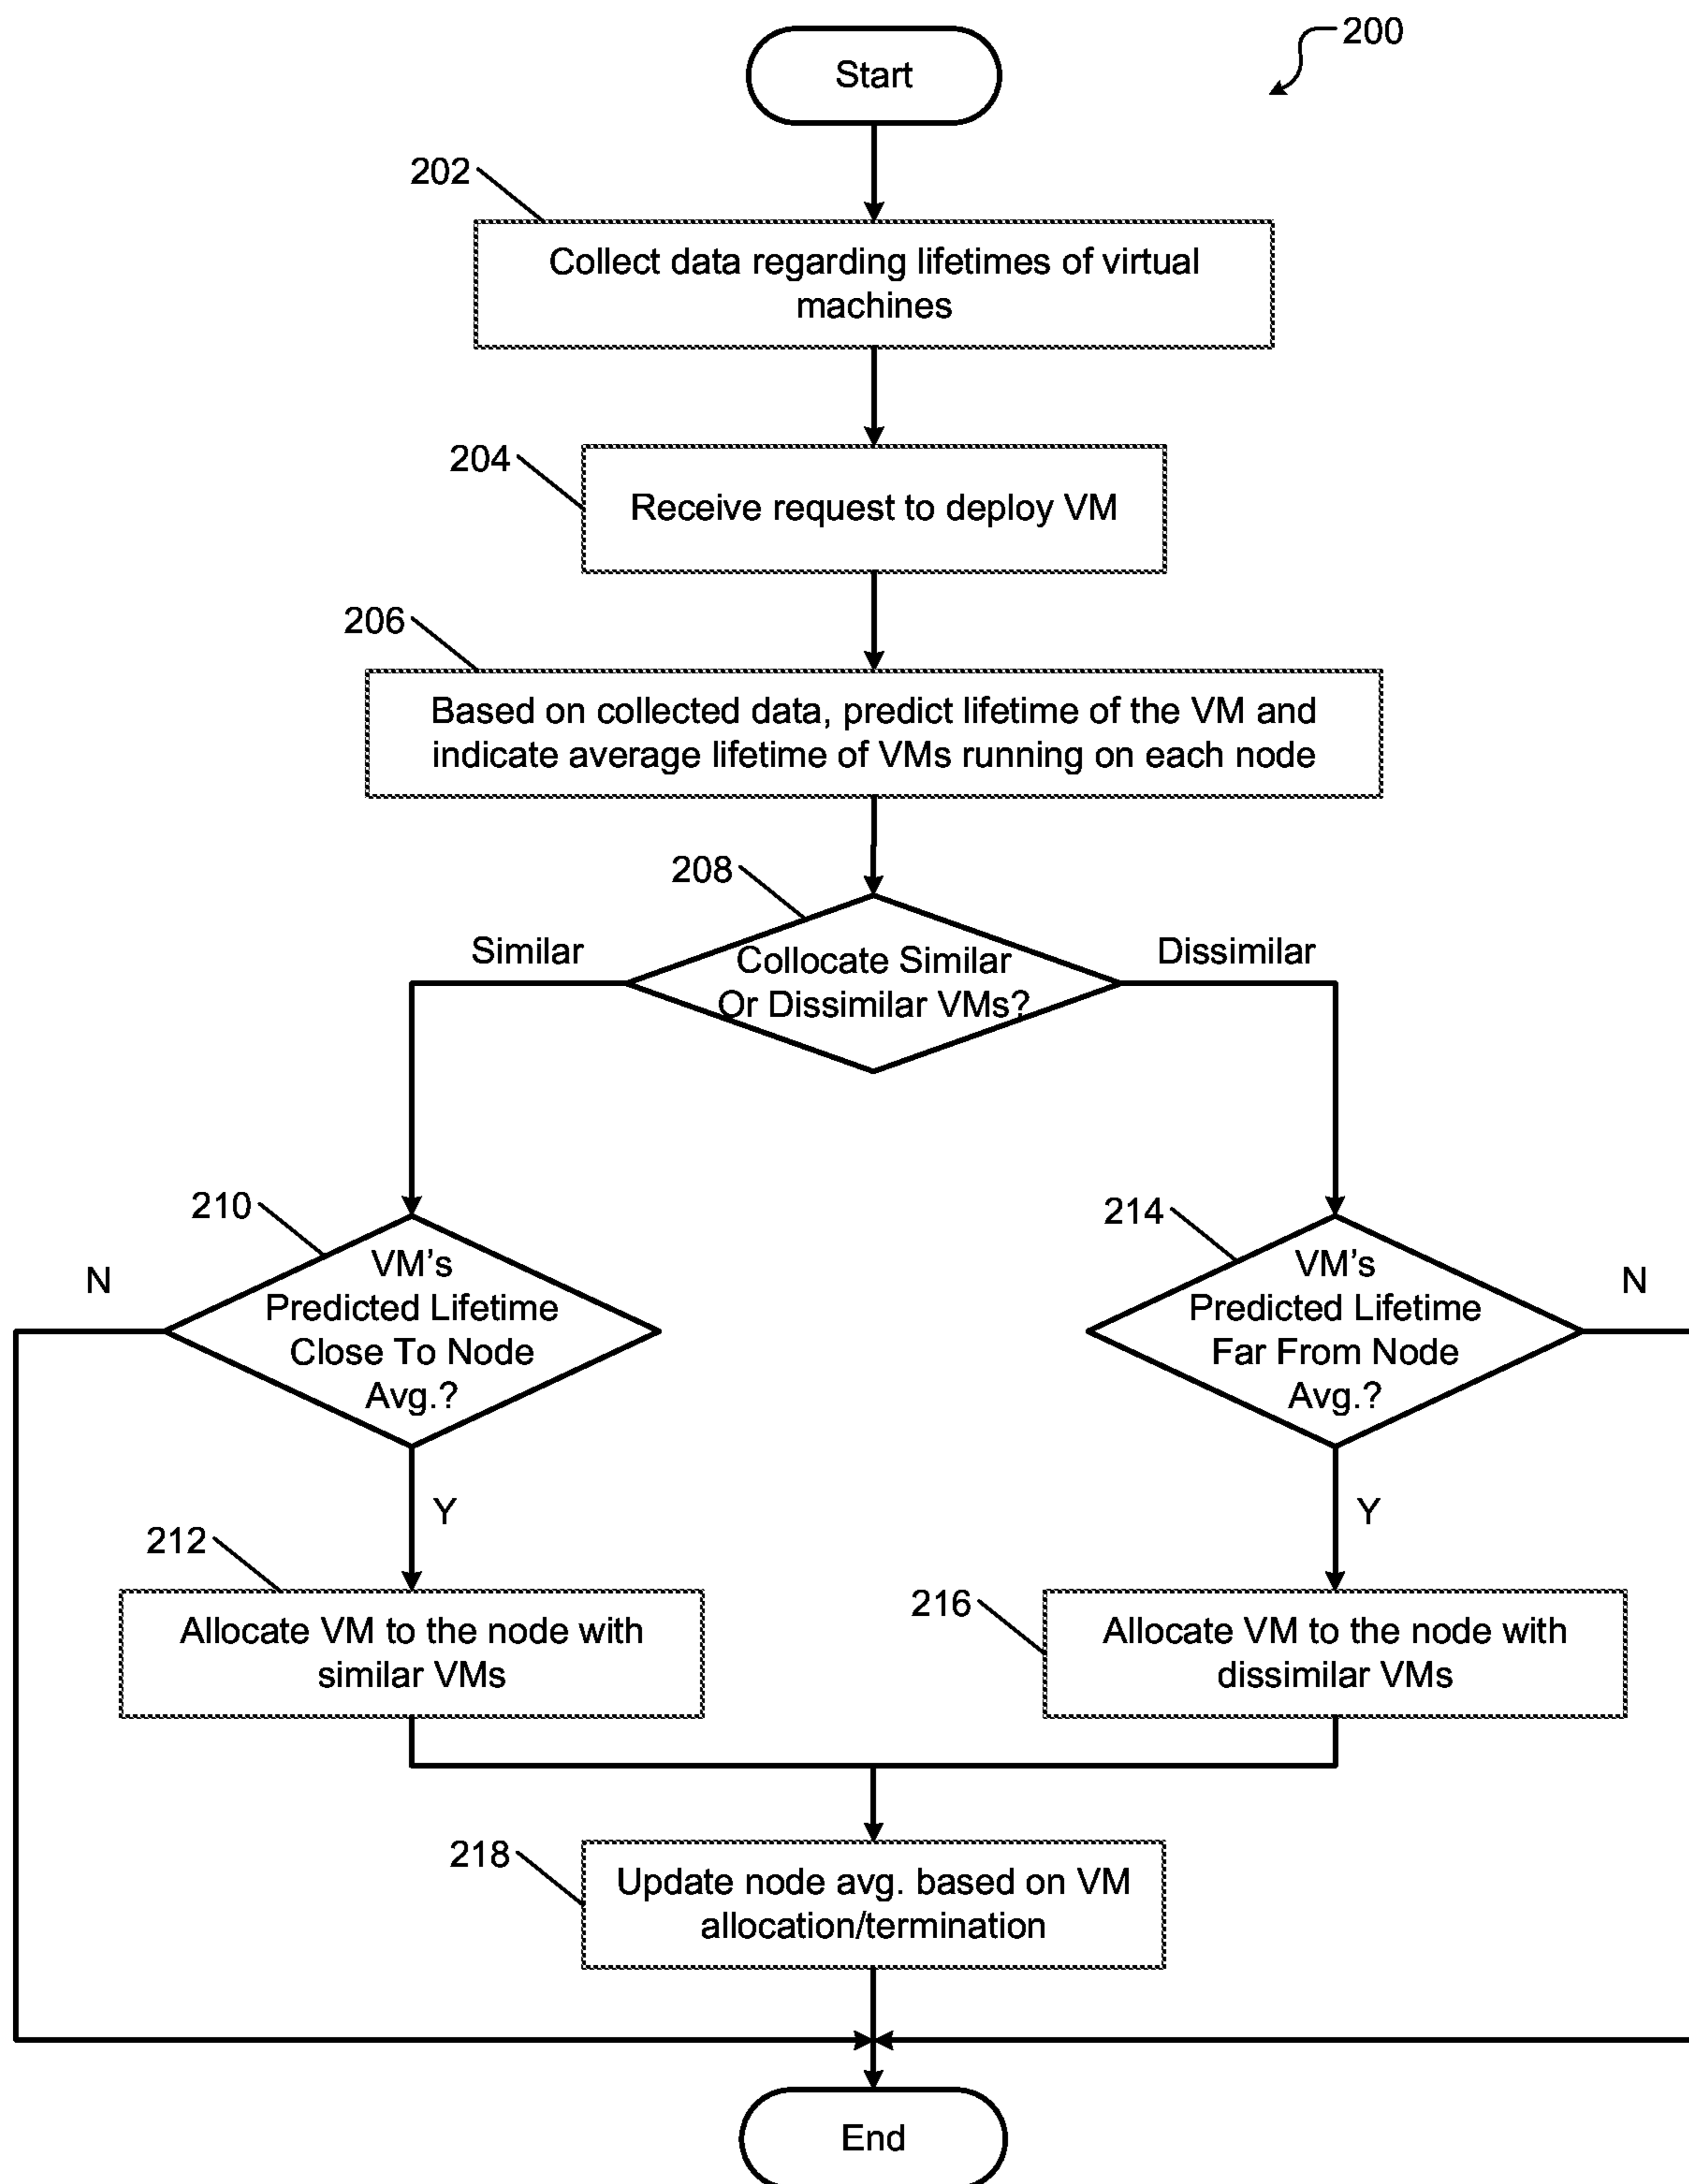 200
Start
202
Collect data regarding lifetimes of virtual
machines
204
Receive request to deploy VM
206
Based on collected data, predict lifetime of the VM and
indicate average lifetime of VMs running on each node
208
Similar
Collocate Similar
Or Dissimilar VMs?
Dissimilar
210
N
VM's
Predicted Lifetime
Close To Node
Avg.?
Y
214
VM's
Predicted Lifetime
Far From Node
Avg.?
N
Y
212
Allocate VM to the node with
similar VMs
216
Allocate VM to the node with
dissimilar VMs
218
Update node avg. based on VM
allocation/termination
End